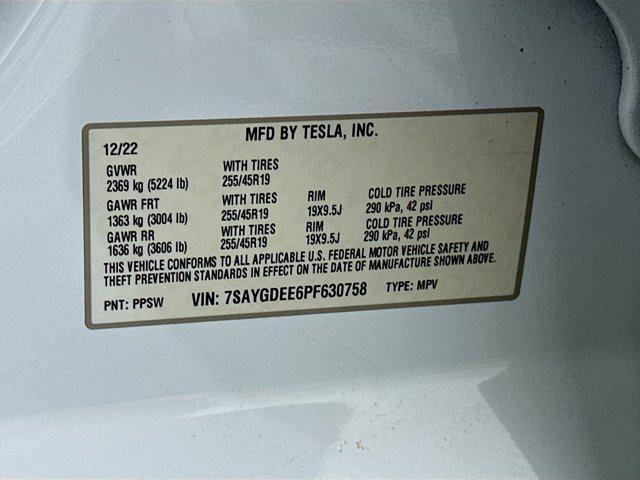 MFD BY TESLA, INC.
12/22
GVWR WITH TIRES
2369 kg (5224 lb) 255/45R19
GAWR FRT WITH TIRES RIM COLD TIRE PRESSURE
1363 kg (3004 lb) 255/45R19 19X9.5J 290 kPa, 42 psi
GAWR RR WITH TIRES RIM COLD TIRE PRESSURE
1636 kg (3606 lb) 255/45R19 19X9.5J 290 kPa, 42 psi
THIS VEHICLE CONFORMS TO ALL APPLICABLE U.S. FEDERAL MOTOR VEHICLE SAFETY AND
THEFT PREVENTION STANDARDS IN EFFECT ON THE DATE OF MANUFACTURE SHOWN ABOVE.
PNT: PPSW VIN: 7SAYGDEE6PF630758 TYPE: MPV